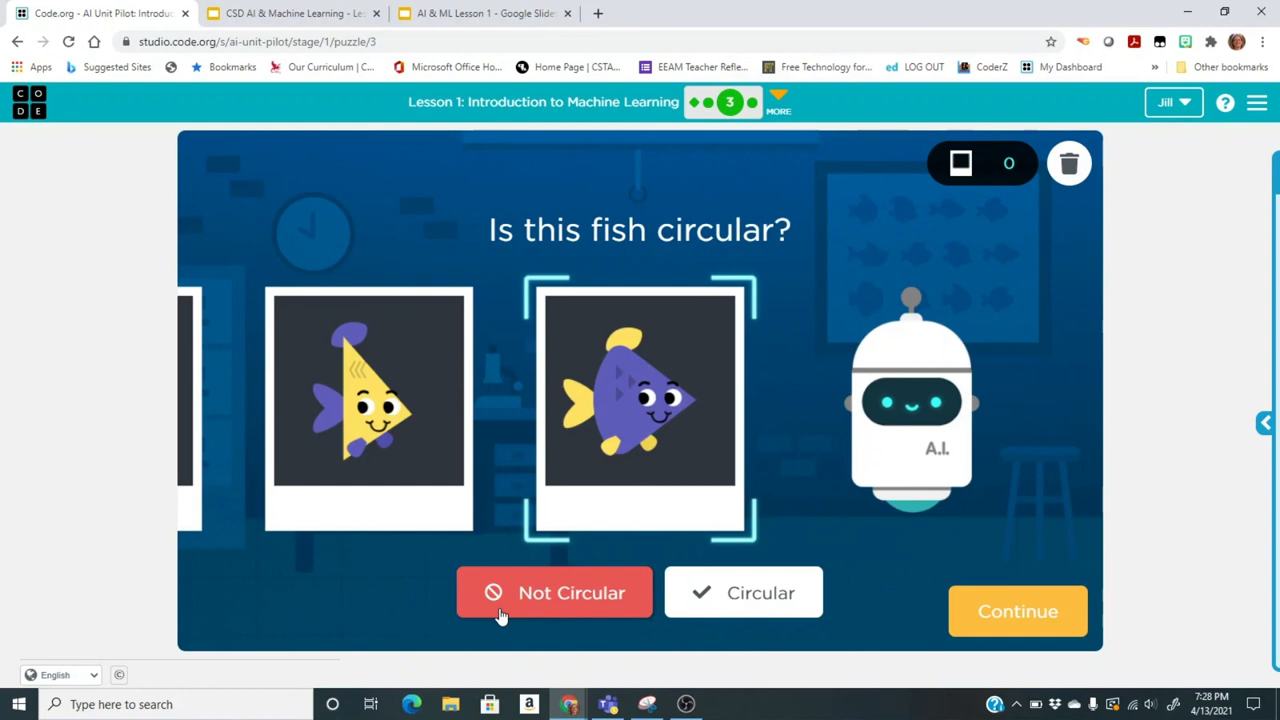 Code.org - AI Unit Pilot: Introduc
CSD AI & Machine Learning - Les
AI & ML Lesson 1 - Google Slides
studio.code.org/s/ai-unit-pilot/stage/1/puzzle/3
Apps
Suggested Sites
Bookmarks
Our Curriculum | C...
Microsoft Office Ho...
Home Page | CSTA...
EEAM Teacher Refle...
Free Technology for...
ed LOG OUT
CoderZ
My Dashboard
»
Other bookmarks
C O
D E
Lesson 1: Introduction to Machine Learning
3
MORE
Jill
?
0
Is this fish circular?
A.I.
Not Circular
Circular
Continue
English
©
Type here to search
a
7:28 PM
4/13/2021